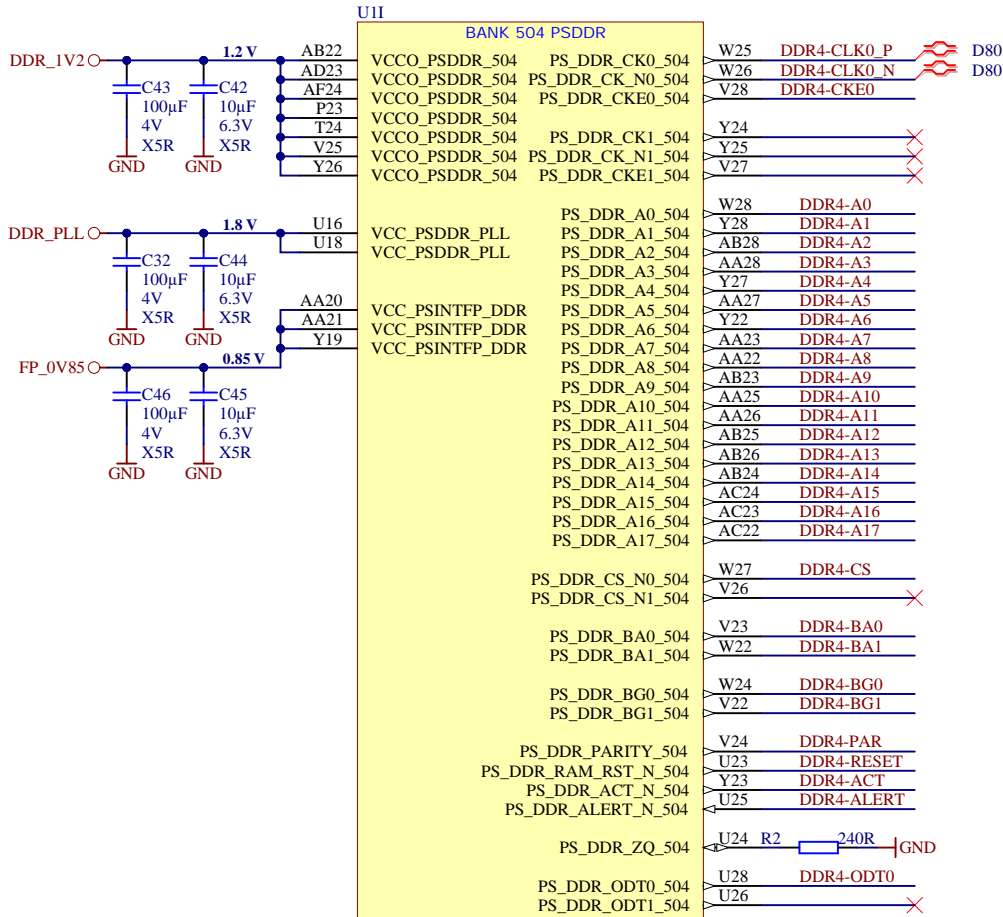 U1I
BANK 504 PSDDR
DDR_1V2
1.2 V
AB22 VCCO_PSDDR_504
AD23 VCCO_PSDDR_504
AF24 VCCO_PSDDR_504
P23 VCCO_PSDDR_504
T24 VCCO_PSDDR_504
V25 VCCO_PSDDR_504
Y26 VCCO_PSDDR_504
C43
100µF
4V
X5R
GND
C42
10µF
6.3V
X5R
GND
DDR_PLL
1.8 V
U16 VCC_PSDDR_PLL
U18 VCC_PSDDR_PLL
C32
100µF
4V
X5R
GND
C44
10µF
6.3V
X5R
GND
AA20 VCC_PSINTFP_DDR
AA21 VCC_PSINTFP_DDR
Y19 VCC_PSINTFP_DDR
FP_0V85
0.85 V
C46
100µF
4V
X5R
GND
C45
10µF
6.3V
X5R
GND
PS_DDR_CK0_504 W25 DDR4-CLK0_P D80
PS_DDR_CK_N0_504 W26 DDR4-CLK0_N D80
PS_DDR_CKE0_504 V28 DDR4-CKE0
PS_DDR_CK1_504 Y24
PS_DDR_CK_N1_504 Y25
PS_DDR_CKE1_504 V27
PS_DDR_A0_504 W28 DDR4-A0
PS_DDR_A1_504 Y28 DDR4-A1
PS_DDR_A2_504 AB28 DDR4-A2
PS_DDR_A3_504 AA28 DDR4-A3
PS_DDR_A4_504 Y27 DDR4-A4
PS_DDR_A5_504 AA27 DDR4-A5
PS_DDR_A6_504 Y22 DDR4-A6
PS_DDR_A7_504 AA23 DDR4-A7
PS_DDR_A8_504 AA22 DDR4-A8
PS_DDR_A9_504 AB23 DDR4-A9
PS_DDR_A10_504 AA25 DDR4-A10
PS_DDR_A11_504 AA26 DDR4-A11
PS_DDR_A12_504 AB25 DDR4-A12
PS_DDR_A13_504 AB26 DDR4-A13
PS_DDR_A14_504 AB24 DDR4-A14
PS_DDR_A15_504 AC24 DDR4-A15
PS_DDR_A16_504 AC23 DDR4-A16
PS_DDR_A17_504 AC22 DDR4-A17
PS_DDR_CS_N0_504 W27 DDR4-CS
PS_DDR_CS_N1_504 V26
PS_DDR_BA0_504 V23 DDR4-BA0
PS_DDR_BA1_504 W22 DDR4-BA1
PS_DDR_BG0_504 W24 DDR4-BG0
PS_DDR_BG1_504 V22 DDR4-BG1
PS_DDR_PARITY_504 V24 DDR4-PAR
PS_DDR_RAM_RST_N_504 U23 DDR4-RESET
PS_DDR_ACT_N_504 Y23 DDR4-ACT
PS_DDR_ALERT_N_504 U25 DDR4-ALERT
PS_DDR_ZQ_504 U24 R2 240R GND
PS_DDR_ODT0_504 U28 DDR4-ODT0
PS_DDR_ODT1_504 U26